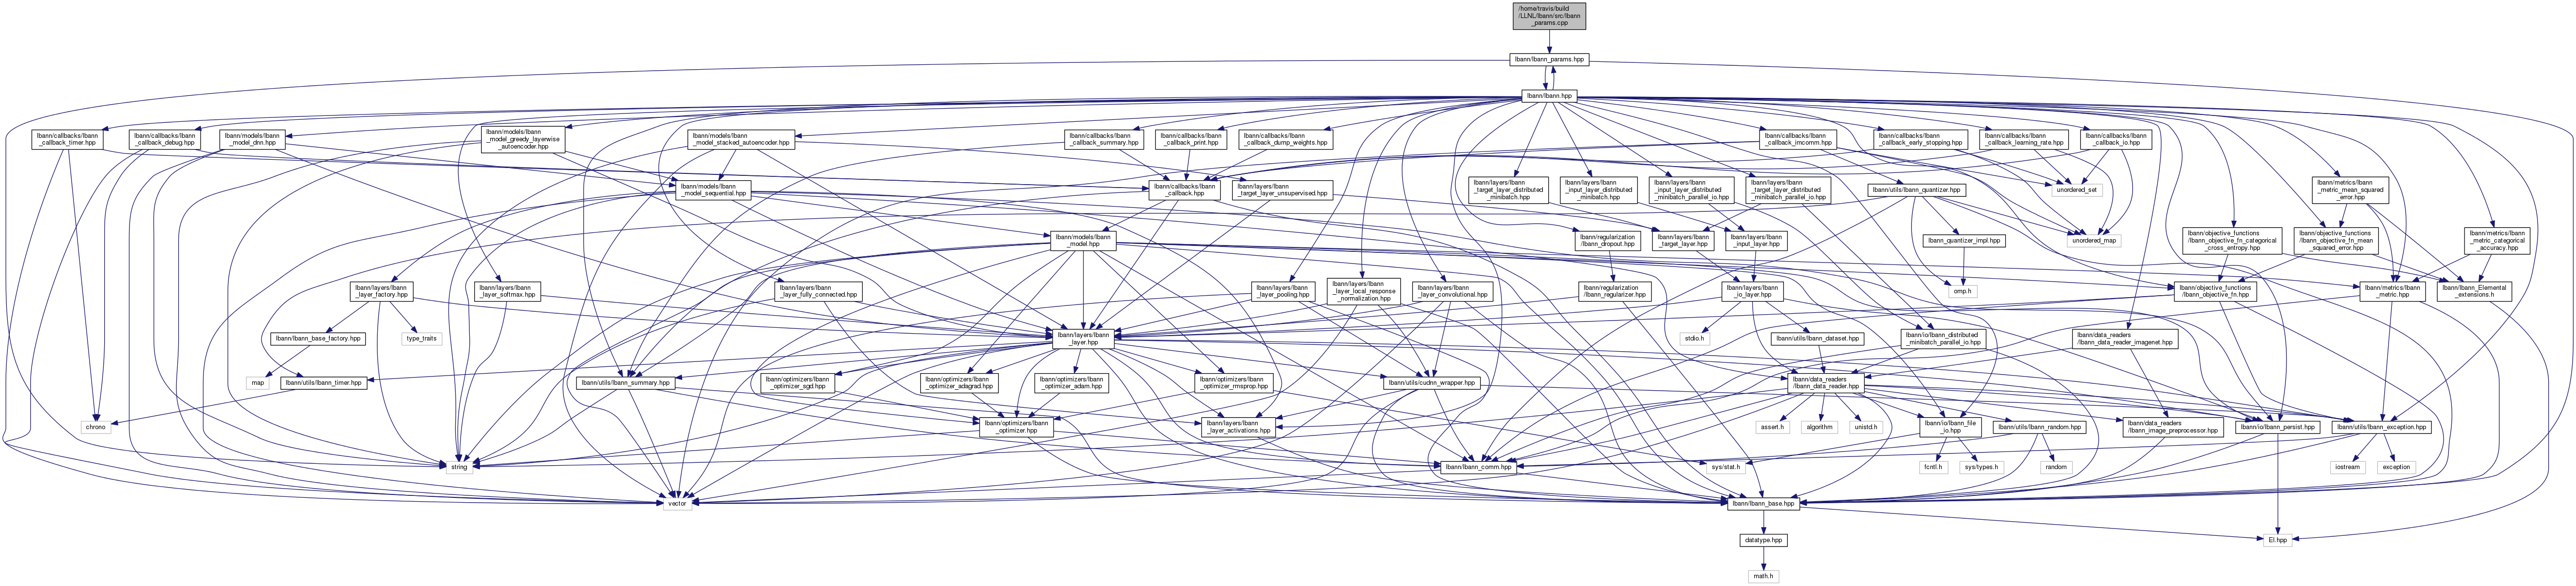 /home/travis/build
/LLNL/lbann/src/lbann
_params.cpp
lbann/lbann_params.hpp
lbann/lbann.hpp
lbann/callbacks/lbann
_callback_timer.hpp
lbann/callbacks/lbann
_callback_debug.hpp
lbann/models/lbann
_model_dnn.hpp
lbann/models/lbann
_model_greedy_layerwise
_autoencoder.hpp
lbann/models/lbann
_model_stacked_autoencoder.hpp
lbann/callbacks/lbann
_callback_summary.hpp
lbann/callbacks/lbann
_callback_print.hpp
lbann/callbacks/lbann
_callback_dump_weights.hpp
lbann/callbacks/lbann
_callback_imcomm.hpp
lbann/callbacks/lbann
_callback_early_stopping.hpp
lbann/callbacks/lbann
_callback_learning_rate.hpp
lbann/callbacks/lbann
_callback_io.hpp
lbann/models/lbann
_model_sequential.hpp
lbann/callbacks/lbann
_callback.hpp
lbann/layers/lbann
_target_layer_unsupervised.hpp
lbann/layers/lbann
_target_layer_distributed
_minibatch.hpp
lbann/layers/lbann
_input_layer_distributed
_minibatch.hpp
lbann/layers/lbann
_input_layer_distributed
_minibatch_parallel_io.hpp
lbann/layers/lbann
_target_layer_distributed
_minibatch_parallel_io.hpp
lbann/utils/lbann_quantizer.hpp
unordered_set
lbann/metrics/lbann
_metric_mean_squared
_error.hpp
lbann/models/lbann
_model.hpp
lbann/regularization
/lbann_dropout.hpp
lbann/layers/lbann
_target_layer.hpp
lbann/layers/lbann
_input_layer.hpp
lbann_quantizer_impl.hpp
unordered_map
lbann/objective_functions
/lbann_objective_fn_categorical
_cross_entropy.hpp
lbann/objective_functions
/lbann_objective_fn_mean
_squared_error.hpp
lbann/metrics/lbann
_metric_categorical
_accuracy.hpp
lbann/layers/lbann
_layer_factory.hpp
lbann/layers/lbann
_layer_softmax.hpp
lbann/layers/lbann
_layer_fully_connected.hpp
lbann/layers/lbann
_layer_pooling.hpp
lbann/layers/lbann
_layer_local_response
_normalization.hpp
lbann/layers/lbann
_layer_convolutional.hpp
lbann/regularization
/lbann_regularizer.hpp
lbann/layers/lbann
_io_layer.hpp
omp.h
lbann/objective_functions
/lbann_objective_fn.hpp
lbann/metrics/lbann
_metric.hpp
lbann/lbann_Elemental
_extensions.h
lbann/lbann_base_factory.hpp
type_traits
lbann/layers/lbann
_layer.hpp
stdio.h
lbann/utils/lbann_dataset.hpp
lbann/io/lbann_distributed
_minibatch_parallel_io.hpp
lbann/data_readers
/lbann_data_reader_imagenet.hpp
map
lbann/utils/lbann_timer.hpp
lbann/utils/lbann_summary.hpp
lbann/optimizers/lbann
_optimizer_sgd.hpp
lbann/optimizers/lbann
_optimizer_adagrad.hpp
lbann/optimizers/lbann
_optimizer_adam.hpp
lbann/optimizers/lbann
_optimizer_rmsprop.hpp
lbann/utils/cudnn_wrapper.hpp
lbann/data_readers
/lbann_data_reader.hpp
chrono
lbann/optimizers/lbann
_optimizer.hpp
lbann/layers/lbann
_layer_activations.hpp
assert.h
algorithm
unistd.h
lbann/io/lbann_file
_io.hpp
lbann/utils/lbann_random.hpp
lbann/data_readers
/lbann_image_preprocessor.hpp
lbann/io/lbann_persist.hpp
lbann/utils/lbann_exception.hpp
string
lbann/lbann_comm.hpp
sys/stat.h
fcntl.h
sys/types.h
random
iostream
exception
vector
lbann/lbann_base.hpp
datatype.hpp
El.hpp
math.h